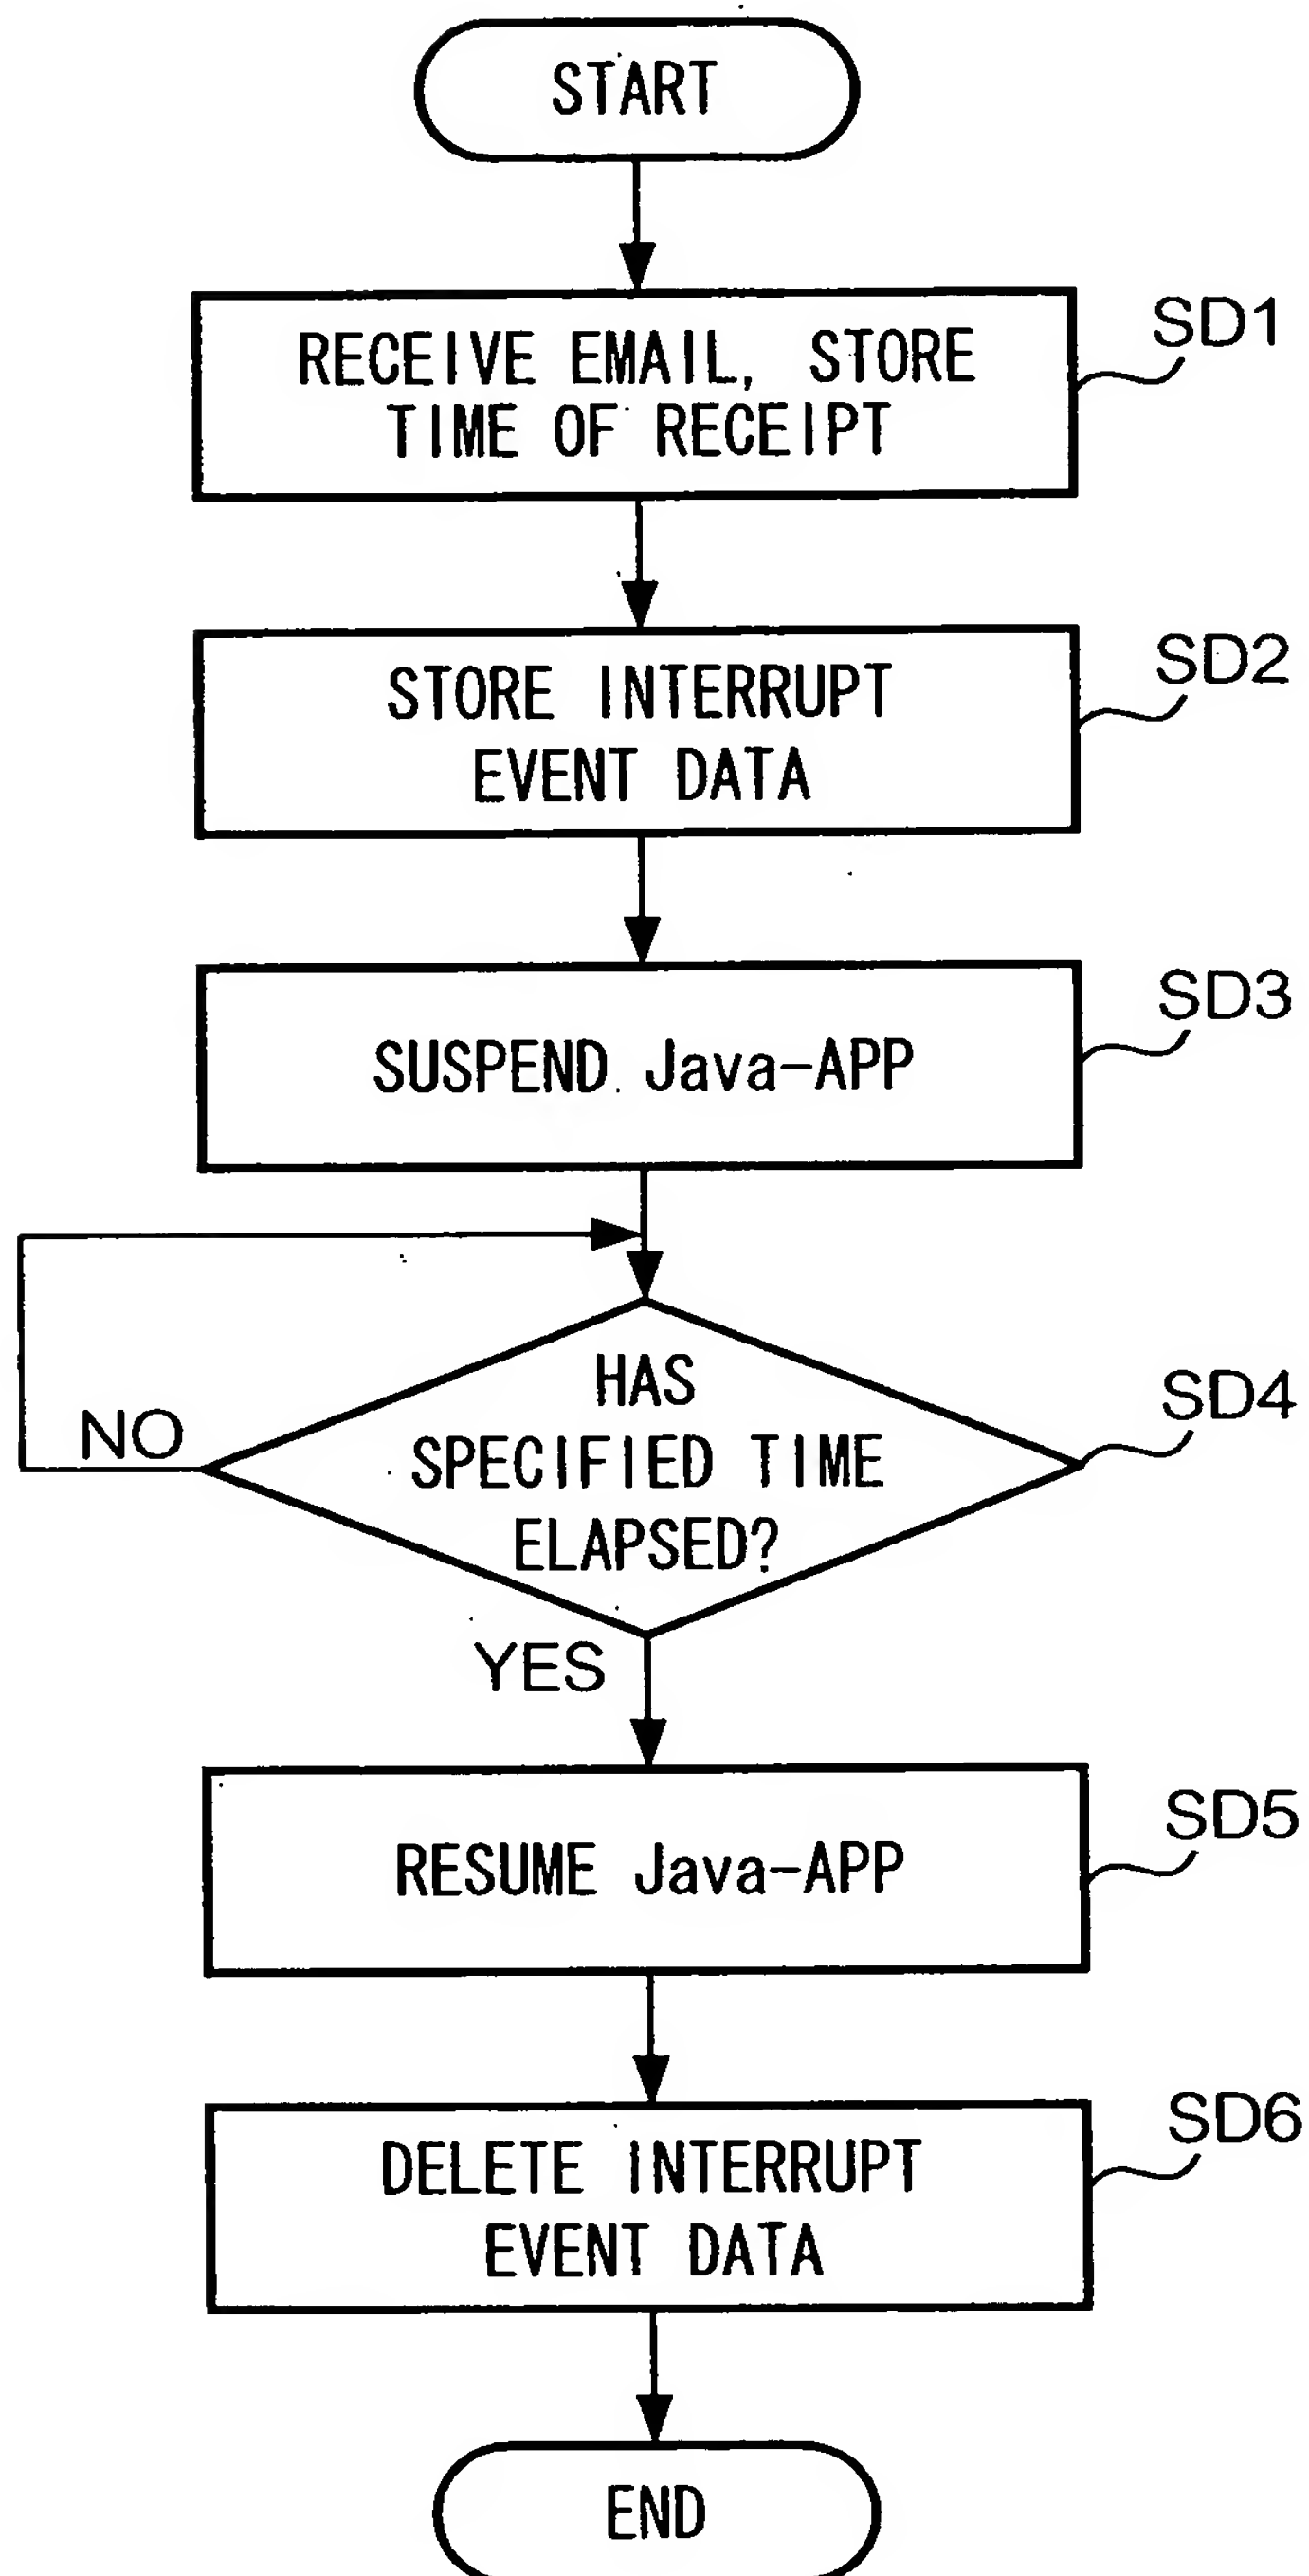 START
RECEIVE EMAIL, STORE
TIME OF RECEIPT
SD1
STORE INTERRUPT
EVENT DATA
SD2
SUSPEND Java-APP
SD3
HAS
SPECIFIED TIME
ELAPSED?
SD4
NO
YES
RESUME Java-APP
SD5
DELETE INTERRUPT
EVENT DATA
SD6
END